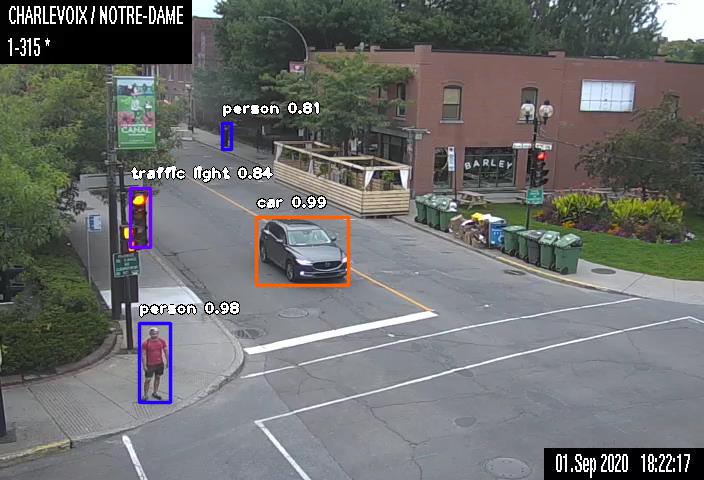 CHARLEVOIX / NOTRE-DAME
1-315 *
person 0.81
CANAL
traffic light 0.84
BARLEY
car 0.99
person 0.98
01.Sep 2020 18:22:17